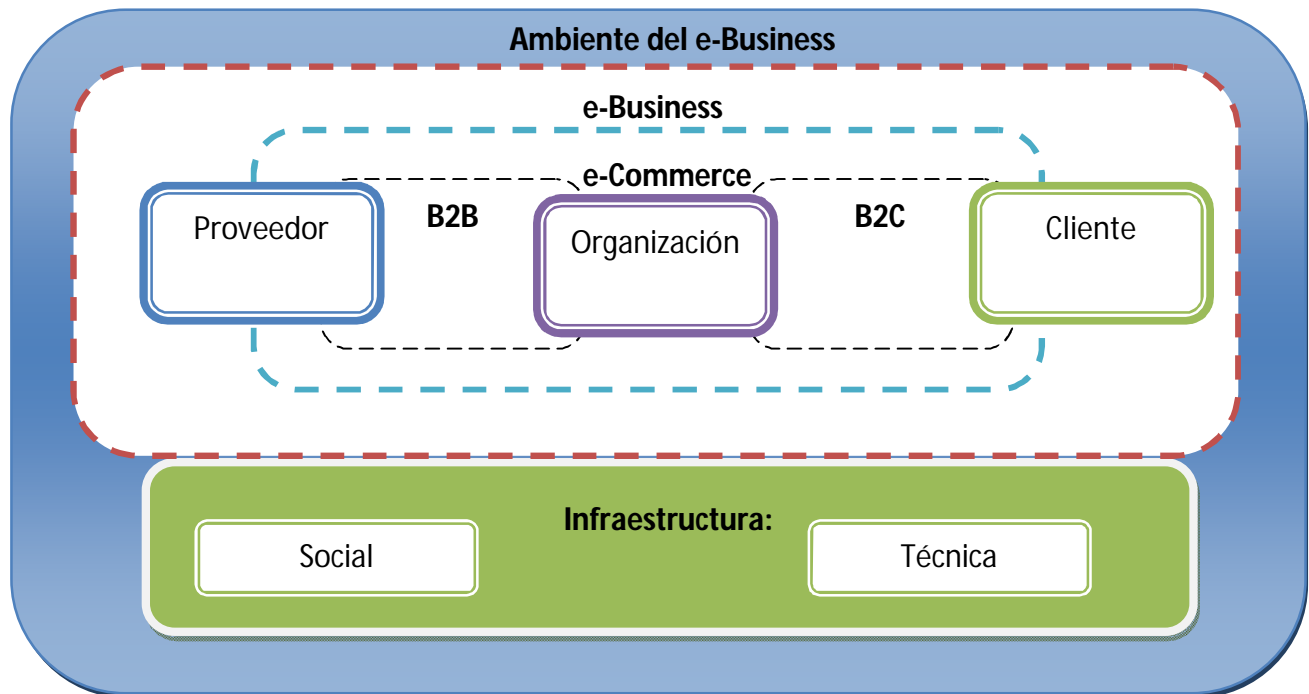 Ambiente del e-Business
e-Business
e-Commerce
Proveedor
B2B
Organización
B2C
Cliente
Infraestructura:
Social
Técnica